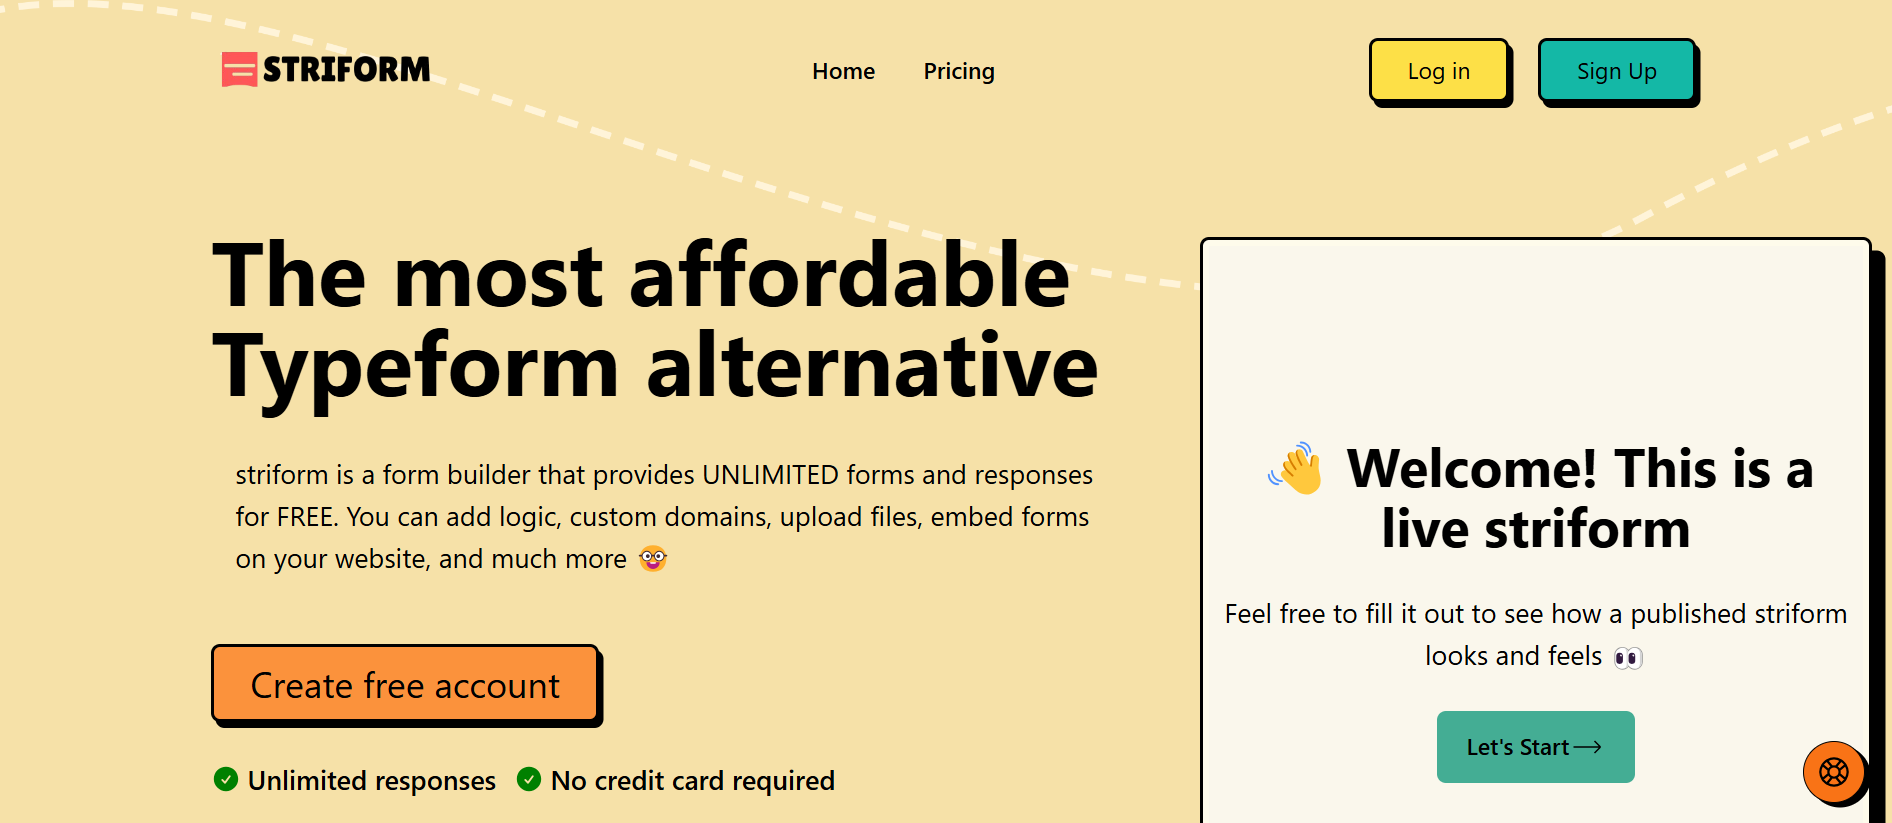 STRIFORM
Home
Pricing
Log in
Sign Up
The most affordable
Typeform alternative
striform is a form builder that provides UNLIMITED forms and responses
for FREE. You can add logic, custom domains, upload files, embed forms
on your website, and much more 🤓
Create free account
Unlimited responses
No credit card required
👋 Welcome! This is a
live striform
Feel free to fill it out to see how a published striform
looks and feels 👀
Let's Start→